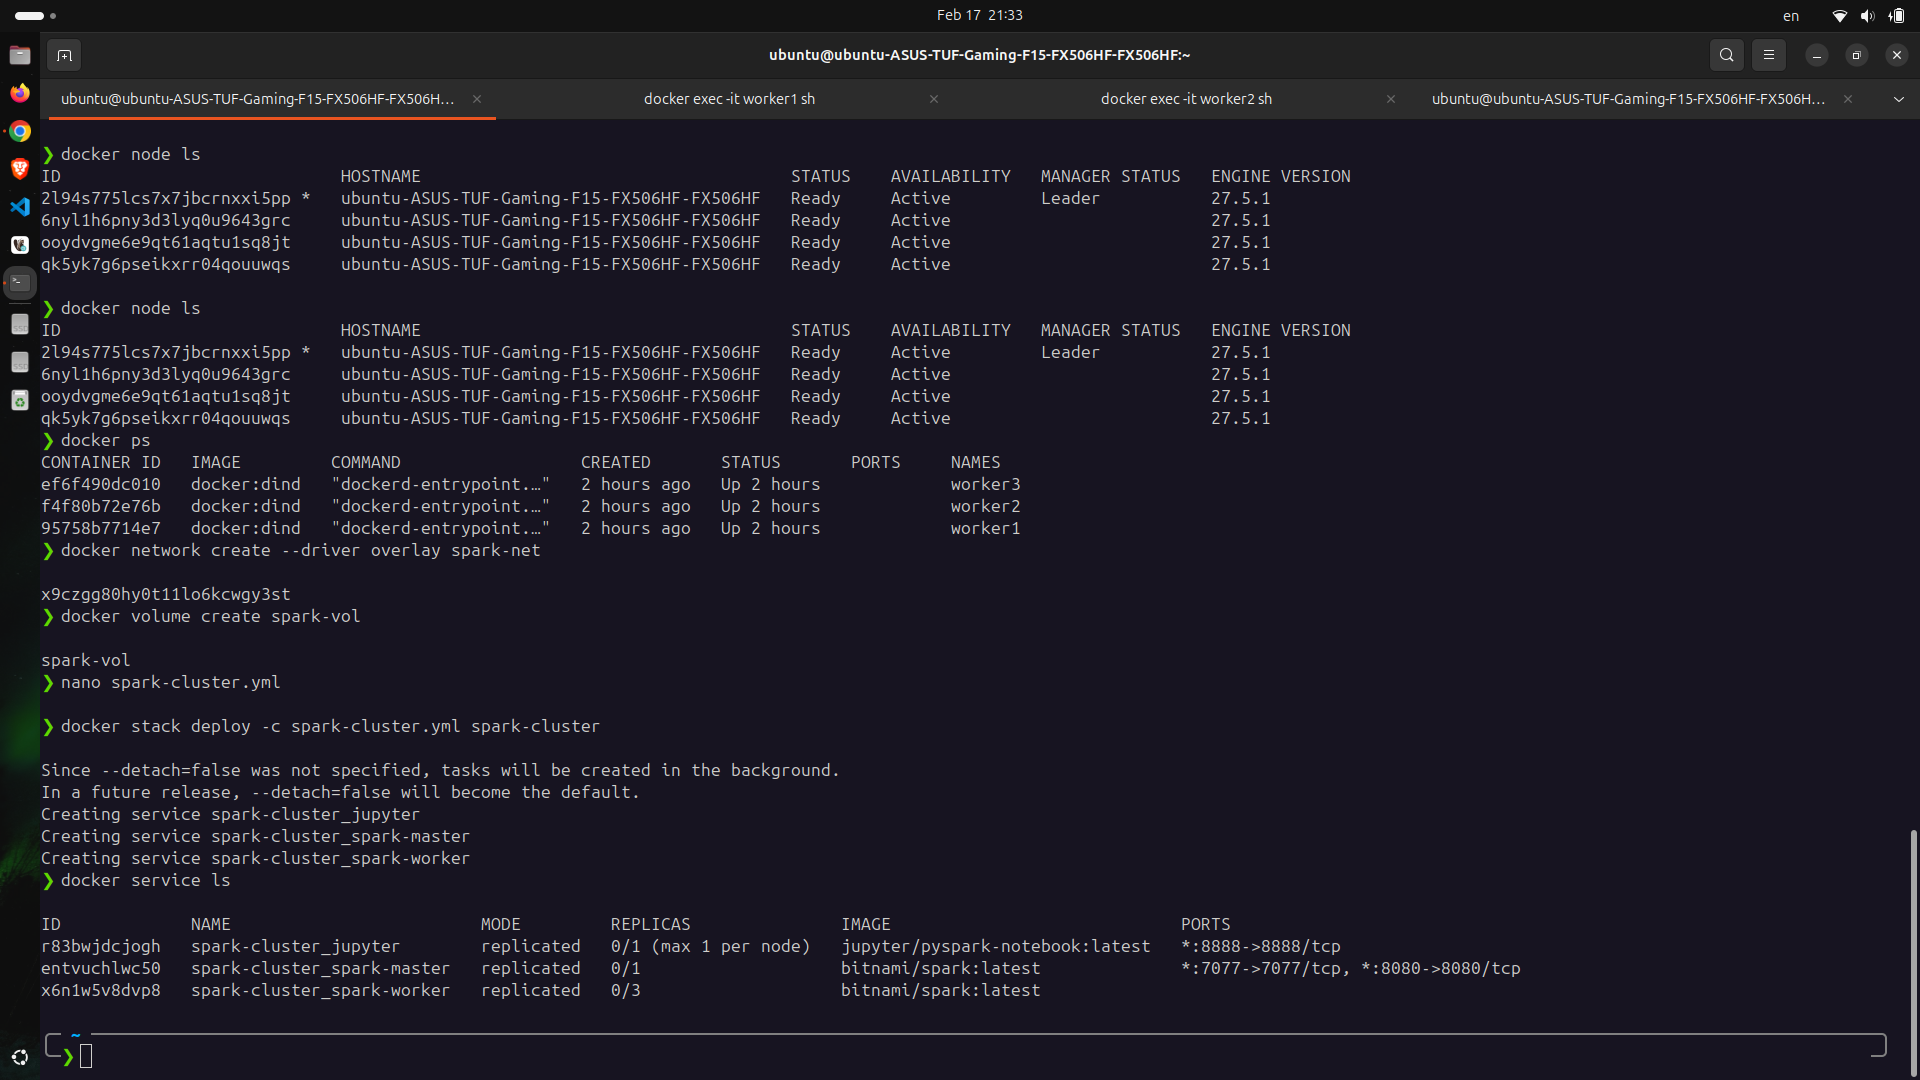 Feb 17 21:33
en
ubuntu@ubuntu-ASUS-TUF-Gaming-F15-FX506HF-FX506HF:~
ubuntu@ubuntu-ASUS-TUF-Gaming-F15-FX506HF-FX506H…
docker exec -it worker1 sh
docker exec -it worker2 sh
ubuntu@ubuntu-ASUS-TUF-Gaming-F15-FX506HF-FX506H…
❯ docker node ls
ID HOSTNAME STATUS AVAILABILITY MANAGER STATUS ENGINE VERSION
2l94s775lcs7x7jbcrnxxi5pp * ubuntu-ASUS-TUF-Gaming-F15-FX506HF-FX506HF Ready Active Leader 27.5.1
6nyl1h6pny3d3lyq0u9643grc ubuntu-ASUS-TUF-Gaming-F15-FX506HF-FX506HF Ready Active 27.5.1
ooydvgme6e9qt61aqtu1sq8jt ubuntu-ASUS-TUF-Gaming-F15-FX506HF-FX506HF Ready Active 27.5.1
qk5yk7g6pseikxrr04qouuwqs ubuntu-ASUS-TUF-Gaming-F15-FX506HF-FX506HF Ready Active 27.5.1
❯ docker node ls
ID HOSTNAME STATUS AVAILABILITY MANAGER STATUS ENGINE VERSION
2l94s775lcs7x7jbcrnxxi5pp * ubuntu-ASUS-TUF-Gaming-F15-FX506HF-FX506HF Ready Active Leader 27.5.1
6nyl1h6pny3d3lyq0u9643grc ubuntu-ASUS-TUF-Gaming-F15-FX506HF-FX506HF Ready Active 27.5.1
ooydvgme6e9qt61aqtu1sq8jt ubuntu-ASUS-TUF-Gaming-F15-FX506HF-FX506HF Ready Active 27.5.1
qk5yk7g6pseikxrr04qouuwqs ubuntu-ASUS-TUF-Gaming-F15-FX506HF-FX506HF Ready Active 27.5.1
❯ docker ps
CONTAINER ID IMAGE COMMAND CREATED STATUS PORTS NAMES
ef6f490dc010 docker:dind "dockerd-entrypoint.…" 2 hours ago Up 2 hours worker3
f4f80b72e76b docker:dind "dockerd-entrypoint.…" 2 hours ago Up 2 hours worker2
95758b7714e7 docker:dind "dockerd-entrypoint.…" 2 hours ago Up 2 hours worker1
❯ docker network create --driver overlay spark-net
x9czgg80hy0t11lo6kcwgy3st
❯ docker volume create spark-vol
spark-vol
❯ nano spark-cluster.yml
❯ docker stack deploy -c spark-cluster.yml spark-cluster
Since --detach=false was not specified, tasks will be created in the background.
In a future release, --detach=false will become the default.
Creating service spark-cluster_jupyter
Creating service spark-cluster_spark-master
Creating service spark-cluster_spark-worker
❯ docker service ls
ID NAME MODE REPLICAS IMAGE PORTS
r83bwjdcjogh spark-cluster_jupyter replicated 0/1 (max 1 per node) jupyter/pyspark-notebook:latest *:8888->8888/tcp
entvuchlwc50 spark-cluster_spark-master replicated 0/1 bitnami/spark:latest *:7077->7077/tcp, *:8080->8080/tcp
x6n1w5v8dvp8 spark-cluster_spark-worker replicated 0/3 bitnami/spark:latest
~
❯